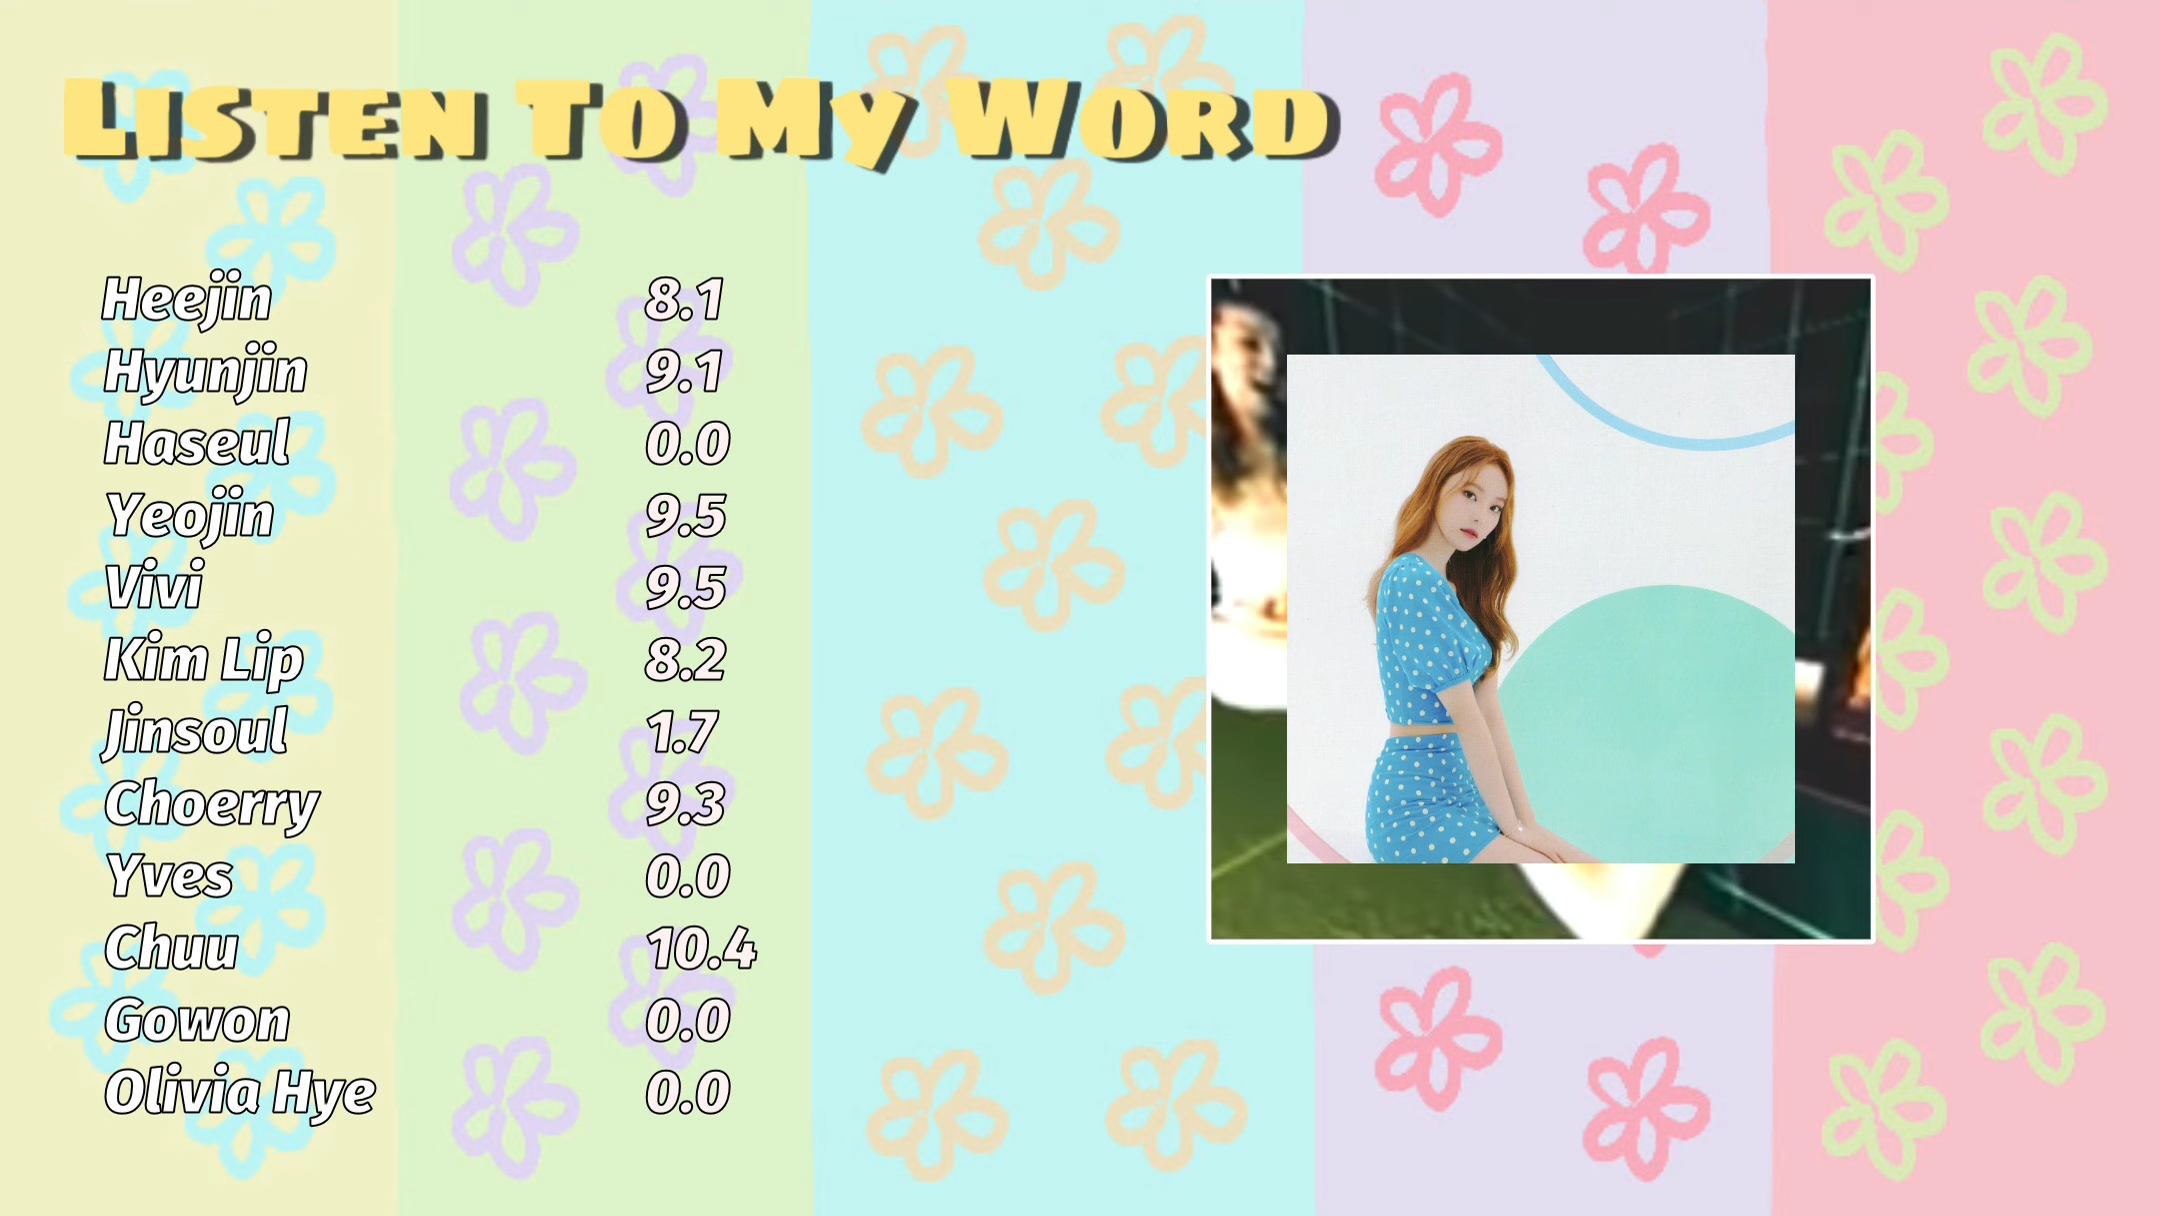 Listen To My Word
Heejin 8.1
Hyunjin 9.1
Haseul 0.0
Yeojin 9.5
Vivi 9.5
Kim Lip 8.2
Jinsoul 1.7
Choerry 9.3
Yves 0.0
Chuu 10.4
Gowon 0.0
Olivia Hye 0.0